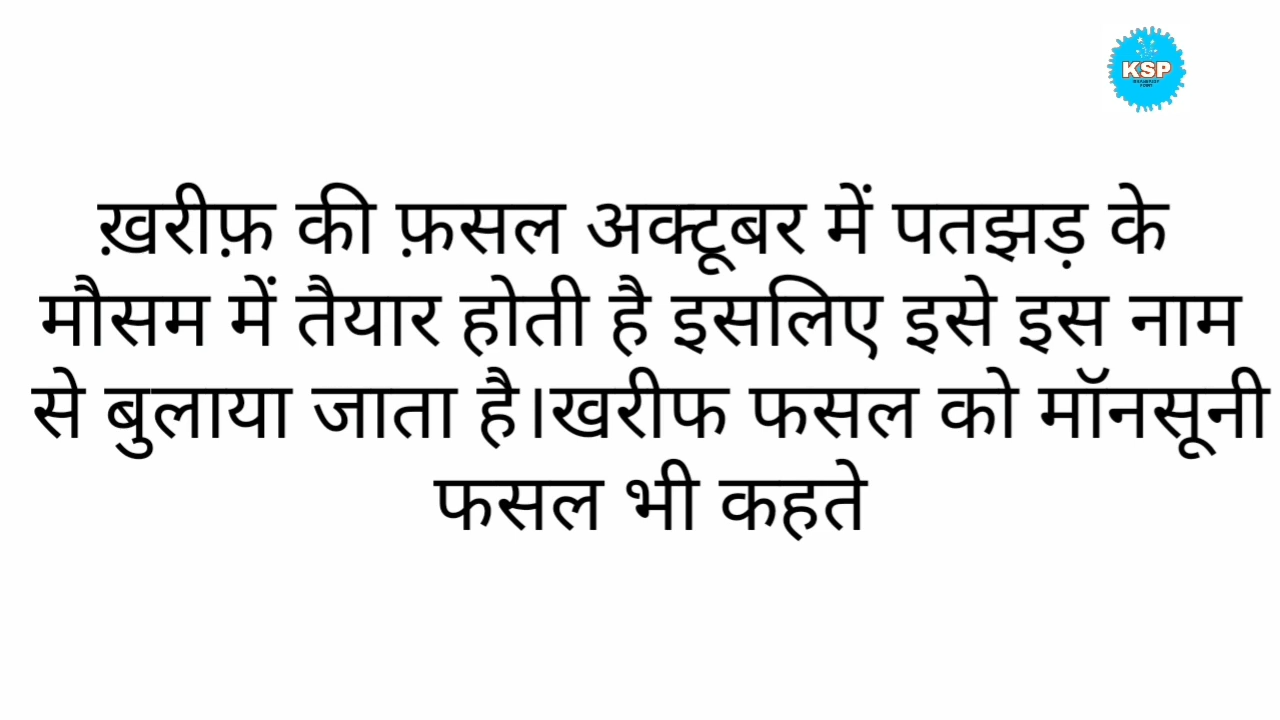 KSP
ख़रीफ़ की फ़सल अक्टूबर में पतझड़ के
मौसम में तैयार होती है इसलिए इसे इस नाम
से बुलाया जाता है।खरीफ फसल को मॉनसूनी
फसल भी कहते